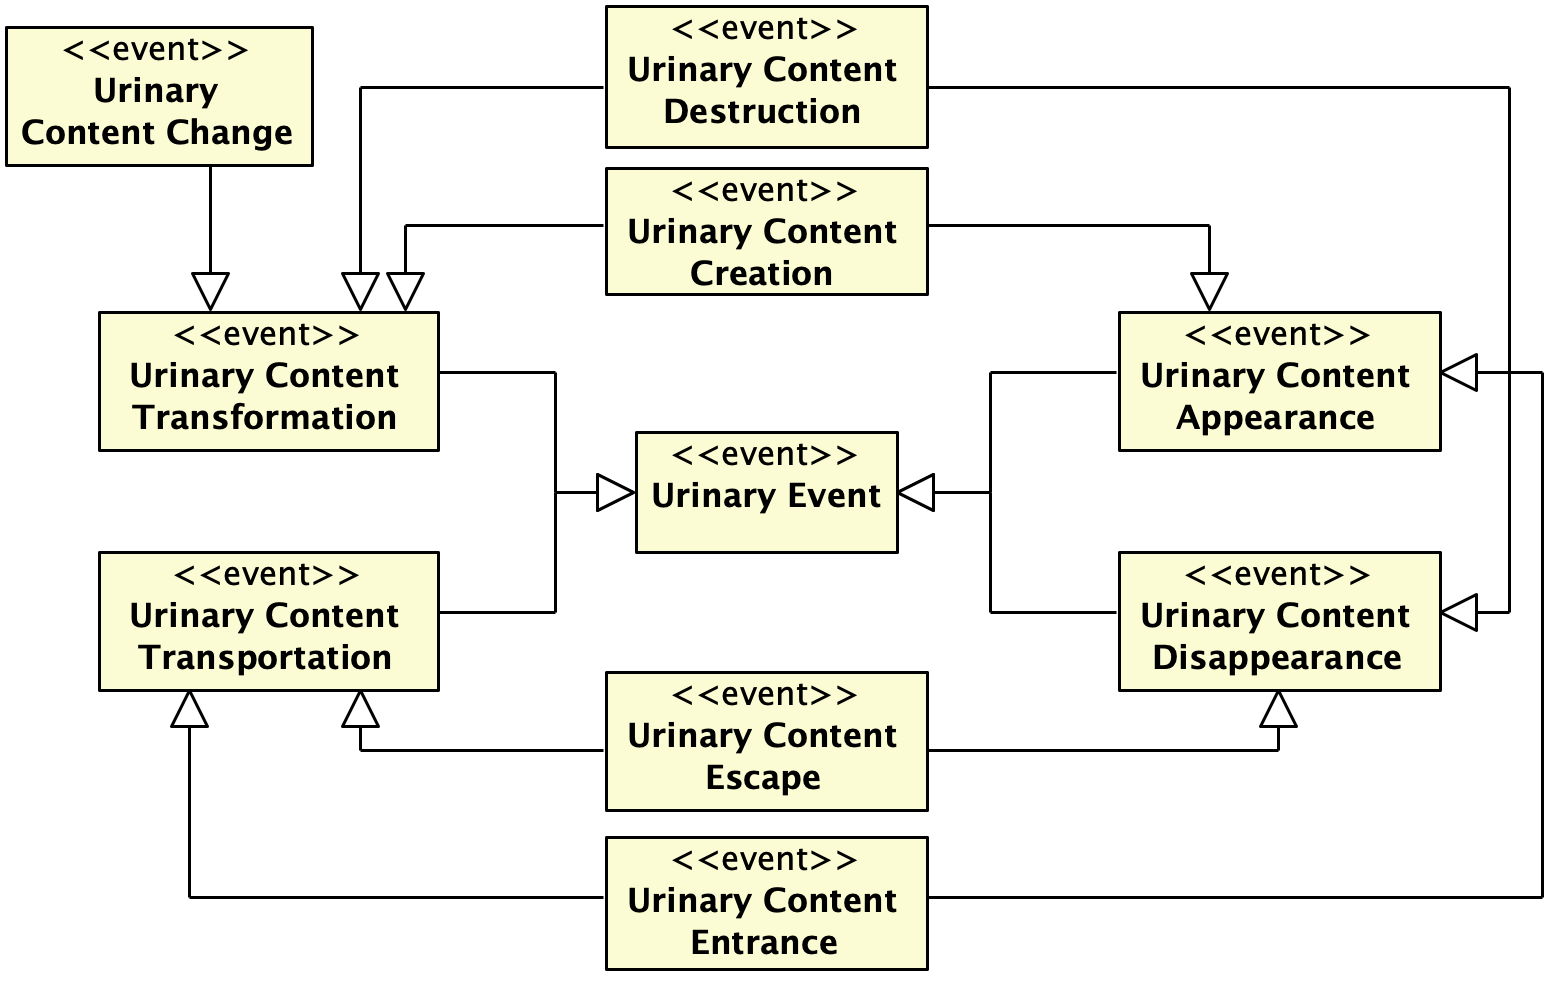 <<event>>
Urinary
Content Change
<<event>>
Urinary Content
Destruction
<<event>>
Urinary Content
Creation
<<event>>
Urinary Content
Transformation
<<event>>
Urinary Content
Appearance
<<event>>
Urinary Event
<<event>>
Urinary Content
Transportation
<<event>>
Urinary Content
Disappearance
<<event>>
Urinary Content
Escape
<<event>>
Urinary Content
Entrance